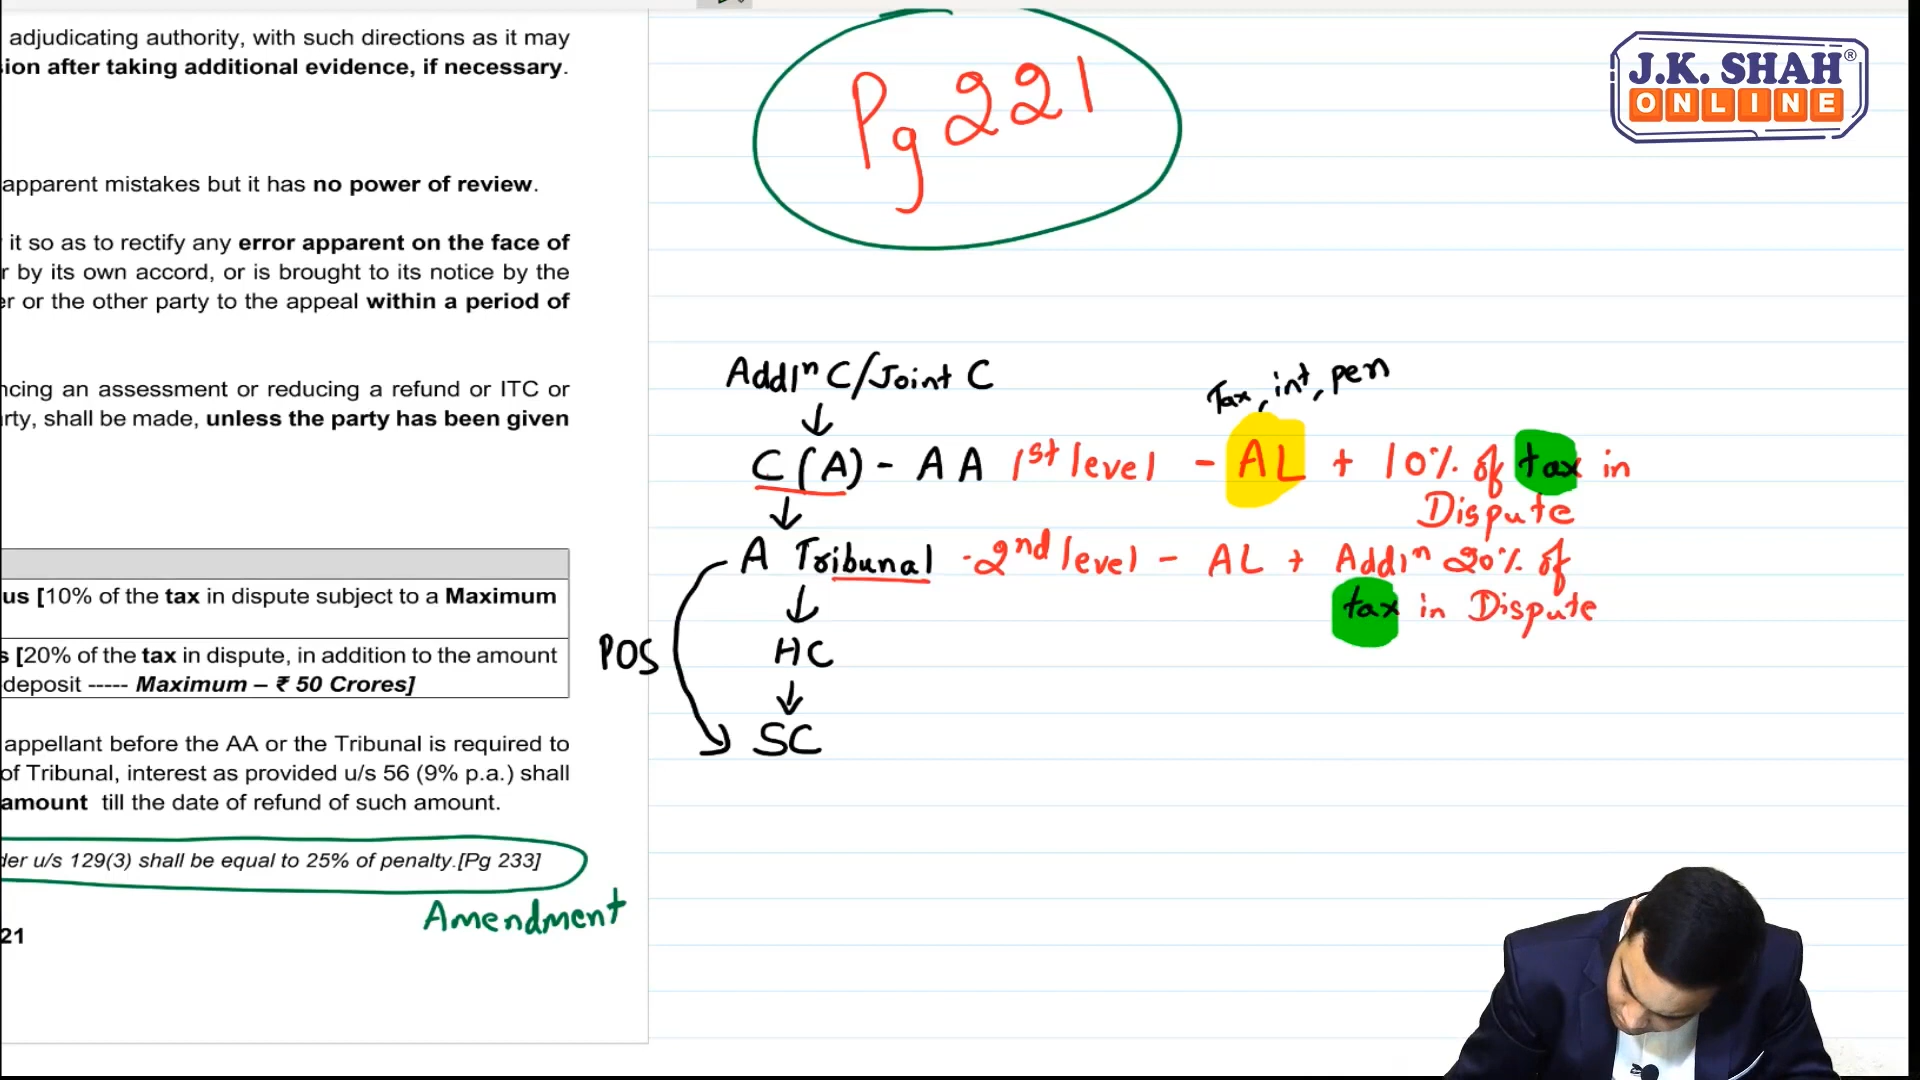 adjudicating authority, with such directions as it may
ion after taking additional evidence, if necessary.
apparent mistakes but it has no power of review.
it so as to rectify any error apparent on the face of
r by its own accord, or is brought to its notice by the
er or the other party to the appeal within a period of
ncing an assessment or reducing a refund or ITC or
rty, shall be made, unless the party has been given
us [10% of the tax in dispute subject to a Maximum
s [20% of the tax in dispute, in addition to the amount
deposit ----- Maximum – ₹ 50 Crores]
appellant before the AA or the Tribunal is required to
of Tribunal, interest as provided u/s 56 (9% p.a.) shall
amount till the date of refund of such amount.
der u/s 129(3) shall be equal to 25% of penalty.[Pg 233]
Amendment
21
Pg 221
J.K. SHAH®
ONLINE
Addlⁿ C/Joint C
Tax, int, pen
C (A) - AA 1st level - AL + 10% of tax in
Dispute
A Tribunal - 2nd level - AL + Addlⁿ 20% of
tax in Dispute
POS
HC
SC